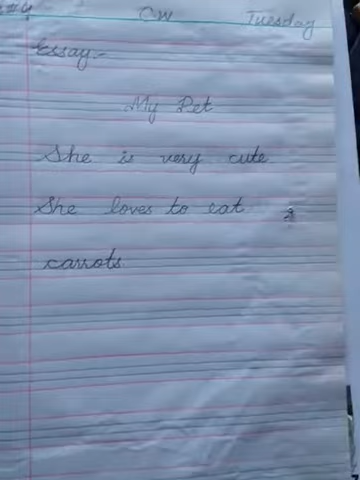 CW Tuesday
Essay:-
My Pet
She is very cute
She loves to eat
carrots